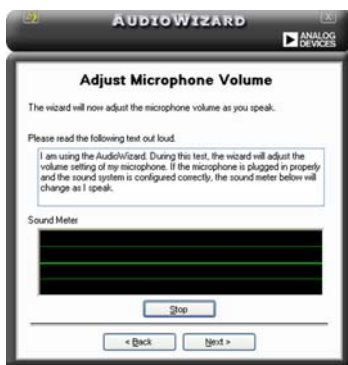 AUDIOWIZARD
ANALOG
DEVICES
Adjust Microphone Volume
The wizard will now adjust the microphone volume as you speak.
Please read the following text out loud.
I am using the AudioWizard. During this test, the wizard will adjust the
volume setting of my microphone. If the microphone is plugged in properly
and the sound system is configured correctly, the sound meter below will
change as I speak.
Sound Meter
Stop
< Back
Next >